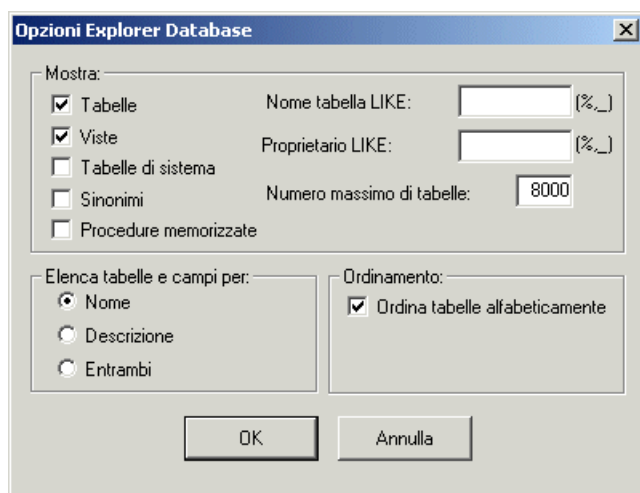 Opzioni Explorer Database
Mostra:
Tabelle
Nome tabella LIKE:
(%,_)
Viste
Proprietario LIKE:
(%,_)
Tabelle di sistema
Numero massimo di tabelle:
8000
Sinonimi
Procedure memorizzate
Elenca tabelle e campi per:
Nome
Descrizione
Entrambi
Ordinamento:
Ordina tabelle alfabeticamente
OK
Annulla